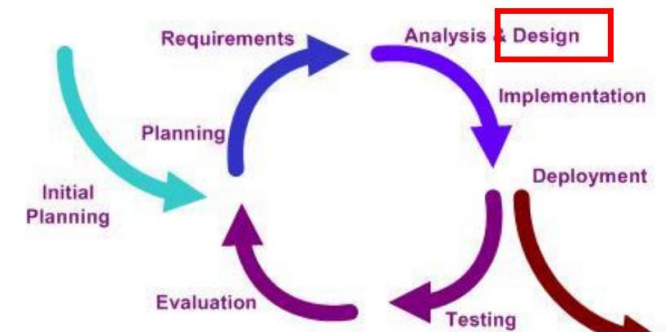 Requirements
Analysis & Design
Planning
Implementation
Initial
Planning
Deployment
Evaluation
Testing